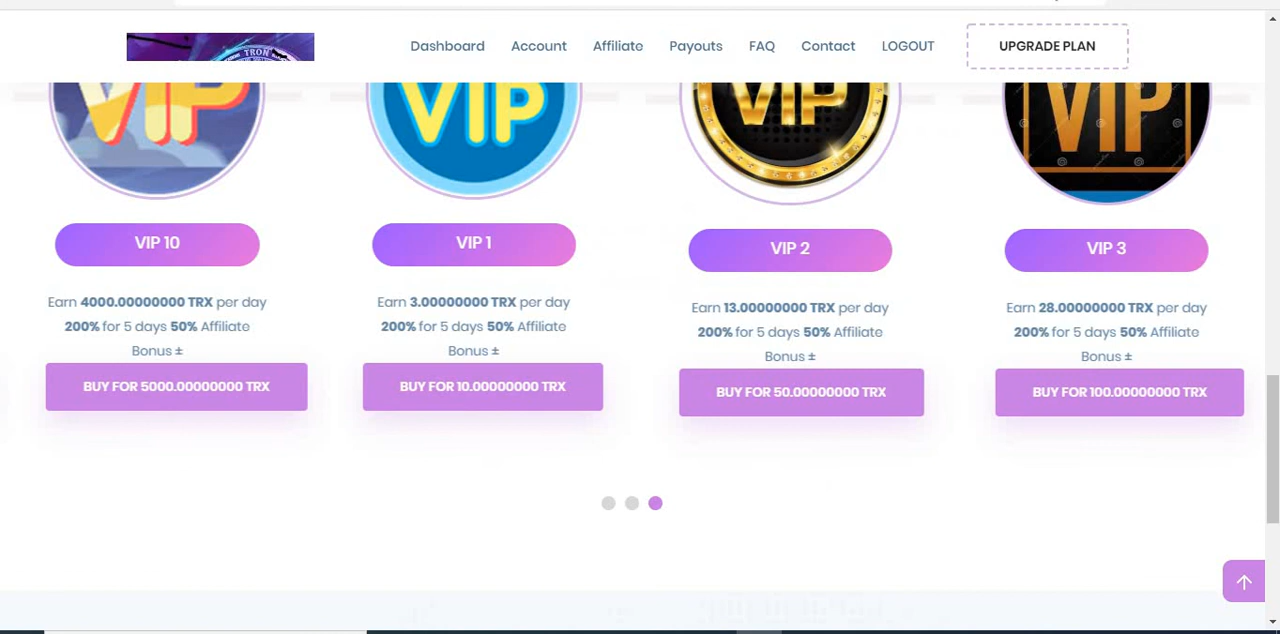 TRON
Dashboard Account Affiliate Payouts FAQ Contact LOGOUT UPGRADE PLAN
VIP VIP VIP VIP
VIP 10
Earn 4000.00000000 TRX per day
200% for 5 days 50% Affiliate
Bonus ±
BUY FOR 5000.00000000 TRX
VIP 1
Earn 3.00000000 TRX per day
200% for 5 days 50% Affiliate
Bonus ±
BUY FOR 10.00000000 TRX
VIP 2
Earn 13.00000000 TRX per day
200% for 5 days 50% Affiliate
Bonus ±
BUY FOR 50.00000000 TRX
VIP 3
Earn 28.00000000 TRX per day
200% for 5 days 50% Affiliate
Bonus ±
BUY FOR 100.00000000 TRX